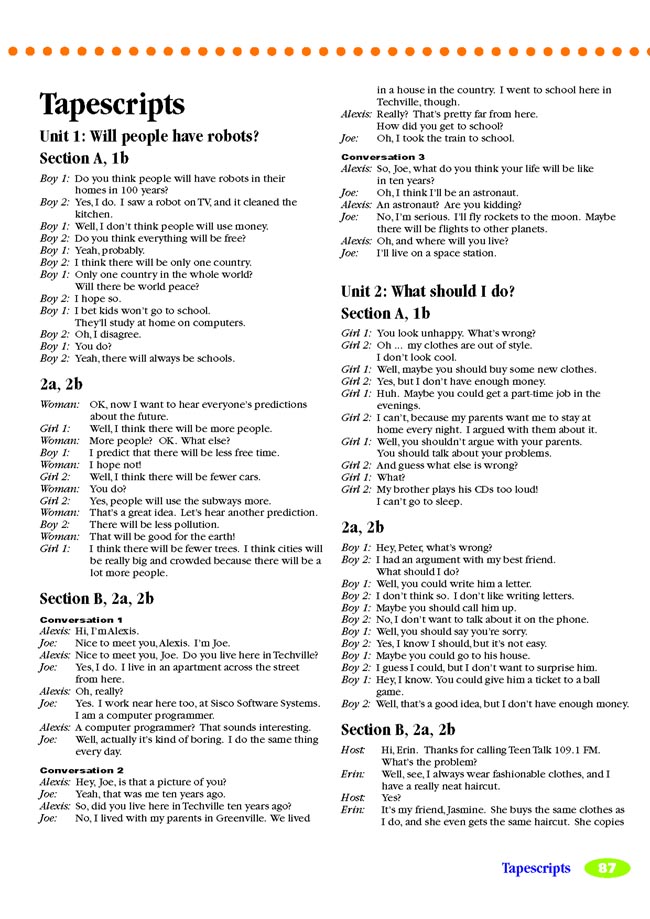 Tapescripts
Unit 1: Will people have robots?
Section A, 1b
Boy 1: Do you think people will have robots in their
homes in 100 years?
Boy 2: Yes, I do. I saw a robot on TV, and it cleaned the
kitchen.
Boy 1: Well, I don't think people will use money.
Boy 2: Do you think everything will be free?
Boy 1: Yeah, probably.
Boy 2: I think there will be only one country.
Boy 1: Only one country in the whole world?
Will there be world peace?
Boy 2: I hope so.
Boy 1: I bet kids won't go to school.
They'll study at home on computers.
Boy 2: Oh, I disagree.
Boy 1: You do?
Boy 2: Yeah, there will always be schools.
2a, 2b
Woman: OK, now I want to hear everyone's predictions
about the future.
Girl 1: Well, I think there will be more people.
Woman: More people? OK. What else?
Boy 1: I predict that there will be less free time.
Woman: I hope not!
Girl 2: Well, I think there will be fewer cars.
Woman: You do?
Girl 2: Yes, people will use the subways more.
Woman: That's a great idea. Let's hear another prediction.
Boy 2: There will be less pollution.
Woman: That will be good for the earth!
Girl 1: I think there will be fewer trees. I think cities will
be really big and crowded because there will be a
lot more people.
Section B, 2a, 2b
Conversation 1
Alexis: Hi, I'm Alexis.
Joe: Nice to meet you, Alexis. I'm Joe.
Alexis: Nice to meet you, Joe. Do you live here in Techville?
Joe: Yes, I do. I live in an apartment across the street
from here.
Alexis: Oh, really?
Joe: Yes. I work near here too, at Sisco Software Systems.
I am a computer programmer.
Alexis: A computer programmer? That sounds interesting.
Joe: Well, actually it's kind of boring. I do the same thing
every day.
Conversation 2
Alexis: Hey, Joe, is that a picture of you?
Joe: Yeah, that was me ten years ago.
Alexis: So, did you live here in Techville ten years ago?
Joe: No, I lived with my parents in Greenville. We lived
in a house in the country. I went to school here in
Techville, though.
Alexis: Really? That's pretty far from here.
How did you get to school?
Joe: Oh, I took the train to school.
Conversation 3
Alexis: So, Joe, what do you think your life will be like
in ten years?
Joe: Oh, I think I'll be an astronaut.
Alexis: An astronaut? Are you kidding?
Joe: No, I'm serious. I'll fly rockets to the moon. Maybe
there will be flights to other planets.
Alexis: Oh, and where will you live?
Joe: I'll live on a space station.
Unit 2: What should I do?
Section A, 1b
Girl 1: You look unhappy. What's wrong?
Girl 2: Oh ... my clothes are out of style.
I don't look cool.
Girl 1: Well, maybe you should buy some new clothes.
Girl 2: Yes, but I don't have enough money.
Girl 1: Huh. Maybe you could get a part-time job in the
evenings.
Girl 2: I can't, because my parents want me to stay at
home every night. I argued with them about it.
Girl 1: Well, you shouldn't argue with your parents.
You should talk about your problems.
Girl 2: And guess what else is wrong?
Girl 1: What?
Girl 2: My brother plays his CDs too loud!
I can't go to sleep.
2a, 2b
Boy 1: Hey, Peter, what's wrong?
Boy 2: I had an argument with my best friend.
What should I do?
Boy 1: Well, you could write him a letter.
Boy 2: I don't think so. I don't like writing letters.
Boy 1: Maybe you should call him up.
Boy 2: No, I don't want to talk about it on the phone.
Boy 1: Well, you should say you're sorry.
Boy 2: Yes, I know I should, but it's not easy.
Boy 1: Maybe you could go to his house.
Boy 2: I guess I could, but I don't want to surprise him.
Boy 1: Hey, I know. You could give him a ticket to a ball
game.
Boy 2: Well, that's a good idea, but I don't have enough money.
Section B, 2a, 2b
Host: Hi, Erin. Thanks for calling Teen Talk 109.1 FM.
What's the problem?
Erin: Well, see, I always wear fashionable clothes, and I
have a really neat haircut.
Host: Yes?
Erin: It's my friend, Jasmine. She buys the same clothes as
I do, and she even gets the same haircut. She copies
Tapescripts 87